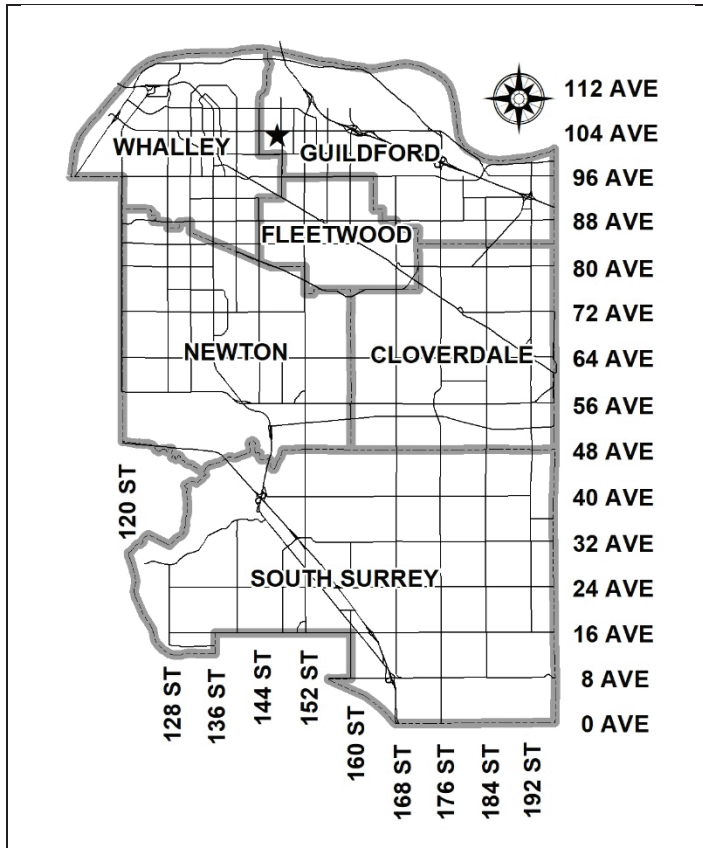 112 AVE
104 AVE
WHALLEY
GUILDFORD
96 AVE
88 AVE
FLEETWOOD
80 AVE
72 AVE
NEWTON
CLOVERDALE
64 AVE
56 AVE
48 AVE
120 ST
40 AVE
32 AVE
SOUTH SURREY
24 AVE
16 AVE
8 AVE
0 AVE
128 ST
136 ST
144 ST
152 ST
160 ST
168 ST
176 ST
184 ST
192 ST